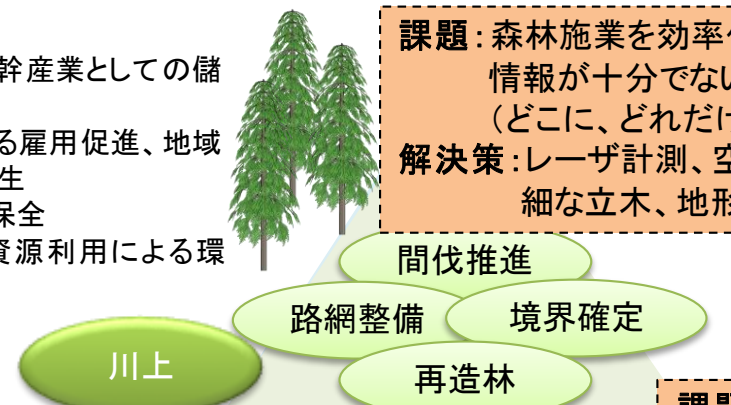 幹産業としての儲
る雇用促進、地域
生
保全
資源利用による環
課題：森林施業を効率
情報が十分でない
（どこに、どれだけ
解決策：レーザ計測、空
細な立木、地形
間伐推進
路網整備
境界確定
川上
再造林
課題